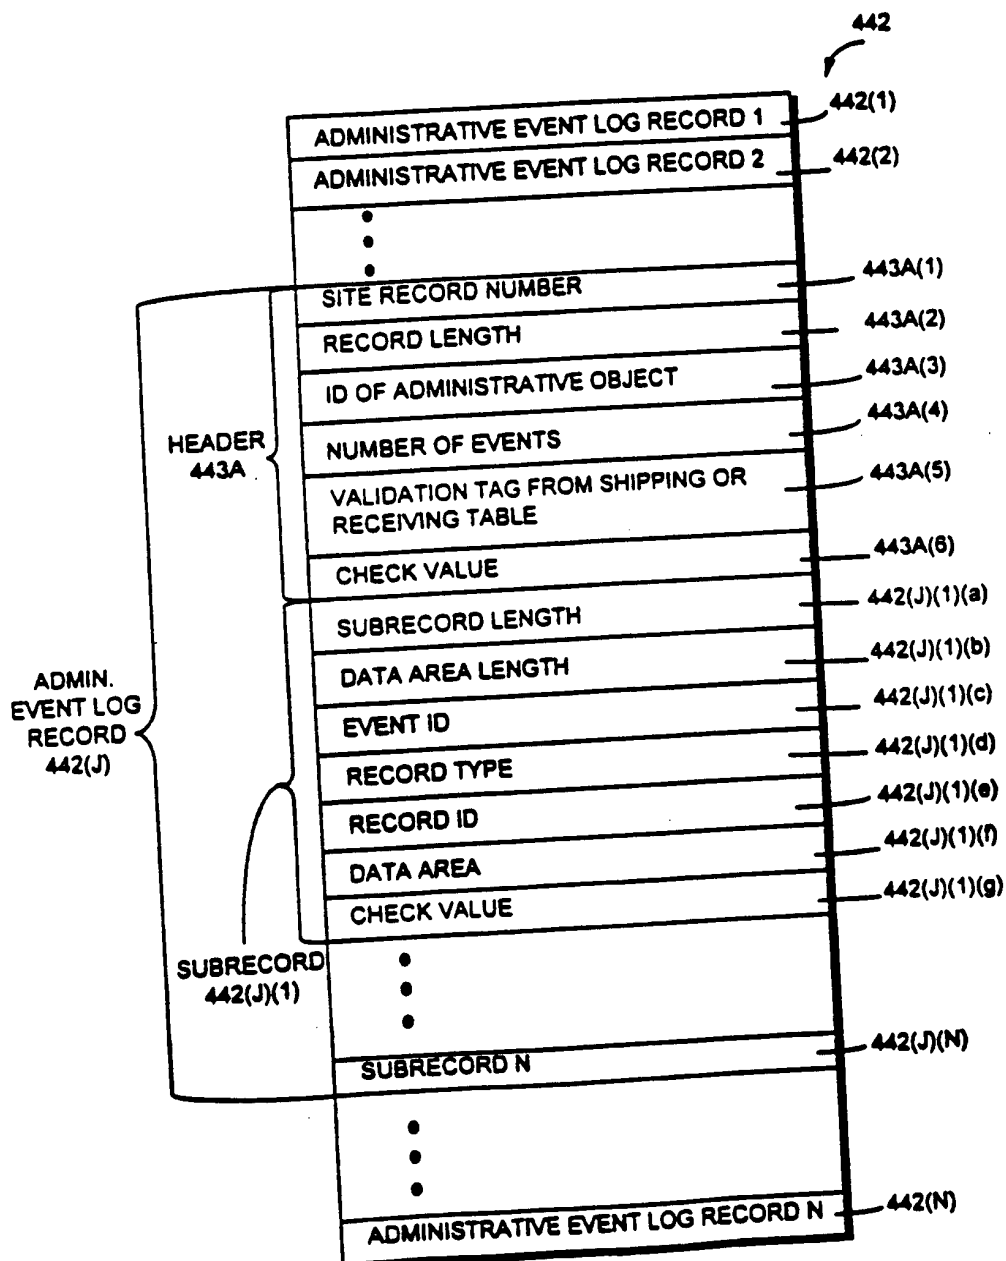 442
ADMINISTRATIVE EVENT LOG RECORD 1
442(1)
ADMINISTRATIVE EVENT LOG RECORD 2
442(2)
SITE RECORD NUMBER
443A(1)
RECORD LENGTH
443A(2)
ID OF ADMINISTRATIVE OBJECT
443A(3)
NUMBER OF EVENTS
443A(4)
HEADER
443A
VALIDATION TAG FROM SHIPPING OR
RECEIVING TABLE
443A(5)
CHECK VALUE
443A(6)
SUBRECORD LENGTH
442(J)(1)(a)
DATA AREA LENGTH
442(J)(1)(b)
EVENT ID
442(J)(1)(c)
ADMIN.
EVENT LOG
RECORD
442(J)
RECORD TYPE
442(J)(1)(d)
RECORD ID
442(J)(1)(e)
DATA AREA
442(J)(1)(f)
CHECK VALUE
442(J)(1)(g)
SUBRECORD
442(J)(1)
SUBRECORD N
442(J)(N)
ADMINISTRATIVE EVENT LOG RECORD N
442(N)